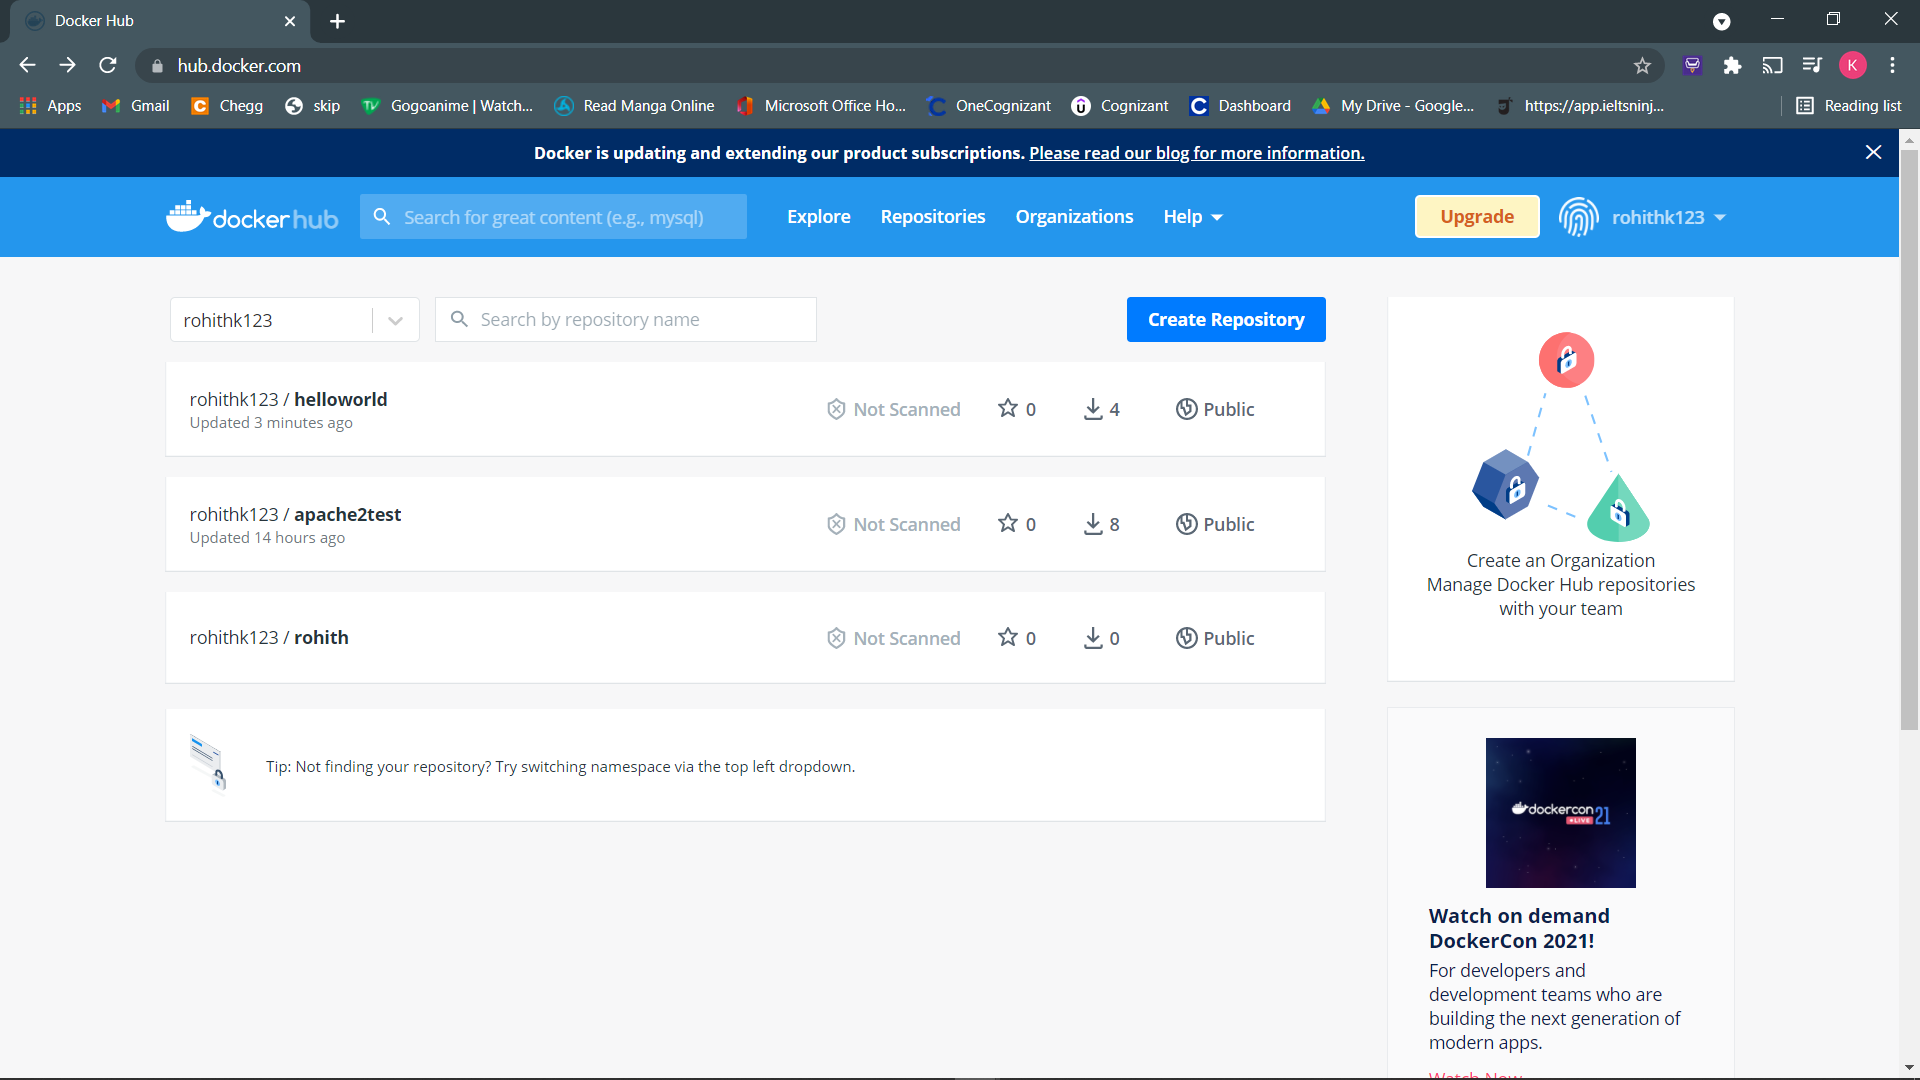 Docker Hub
hub.docker.com
K
Apps Gmail Chegg skip Gogoanime | Watch... Read Manga Online Microsoft Office Ho... OneCognizant Cognizant Dashboard My Drive - Google... https://app.ieltsninj... Reading list
Docker is updating and extending our product subscriptions. Please read our blog for more information.
dockerhub Search for great content (e.g., mysql) Explore Repositories Organizations Help Upgrade rohithk123
rohithk123 Search by repository name Create Repository
rohithk123 / helloworld
Updated 3 minutes ago
Not Scanned 0 4 Public
rohithk123 / apache2test
Updated 14 hours ago
Not Scanned 0 8 Public
rohithk123 / rohith
Not Scanned 0 0 Public
Tip: Not finding your repository? Try switching namespace via the top left dropdown.
Create an Organization
Manage Docker Hub repositories
with your team
dockercon
LIVE 21
Watch on demand
DockerCon 2021!
For developers and
development teams who are
building the next generation of
modern apps.
Watch Now